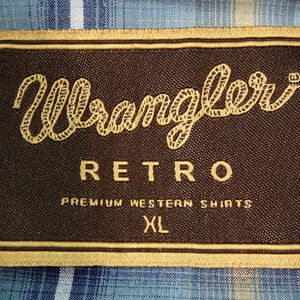 Wrangler
RETRO
PREMIUM WESTERN SHIRTS
XL